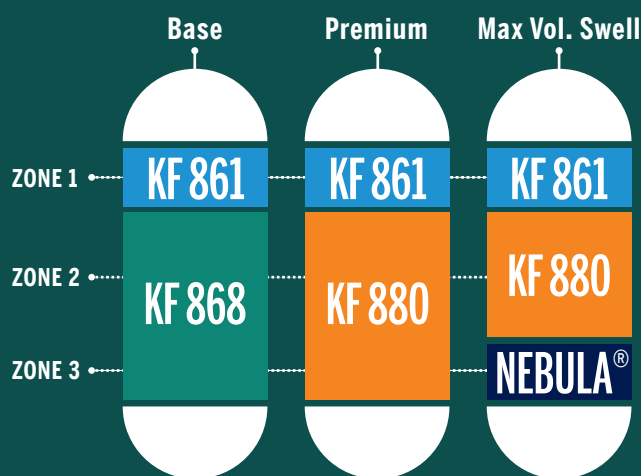 Base Premium Max Vol. Swell
ZONE 1 KF 861 KF 861 KF 861
ZONE 2 KF 868 KF 880 KF 880
ZONE 3 NEBULA®